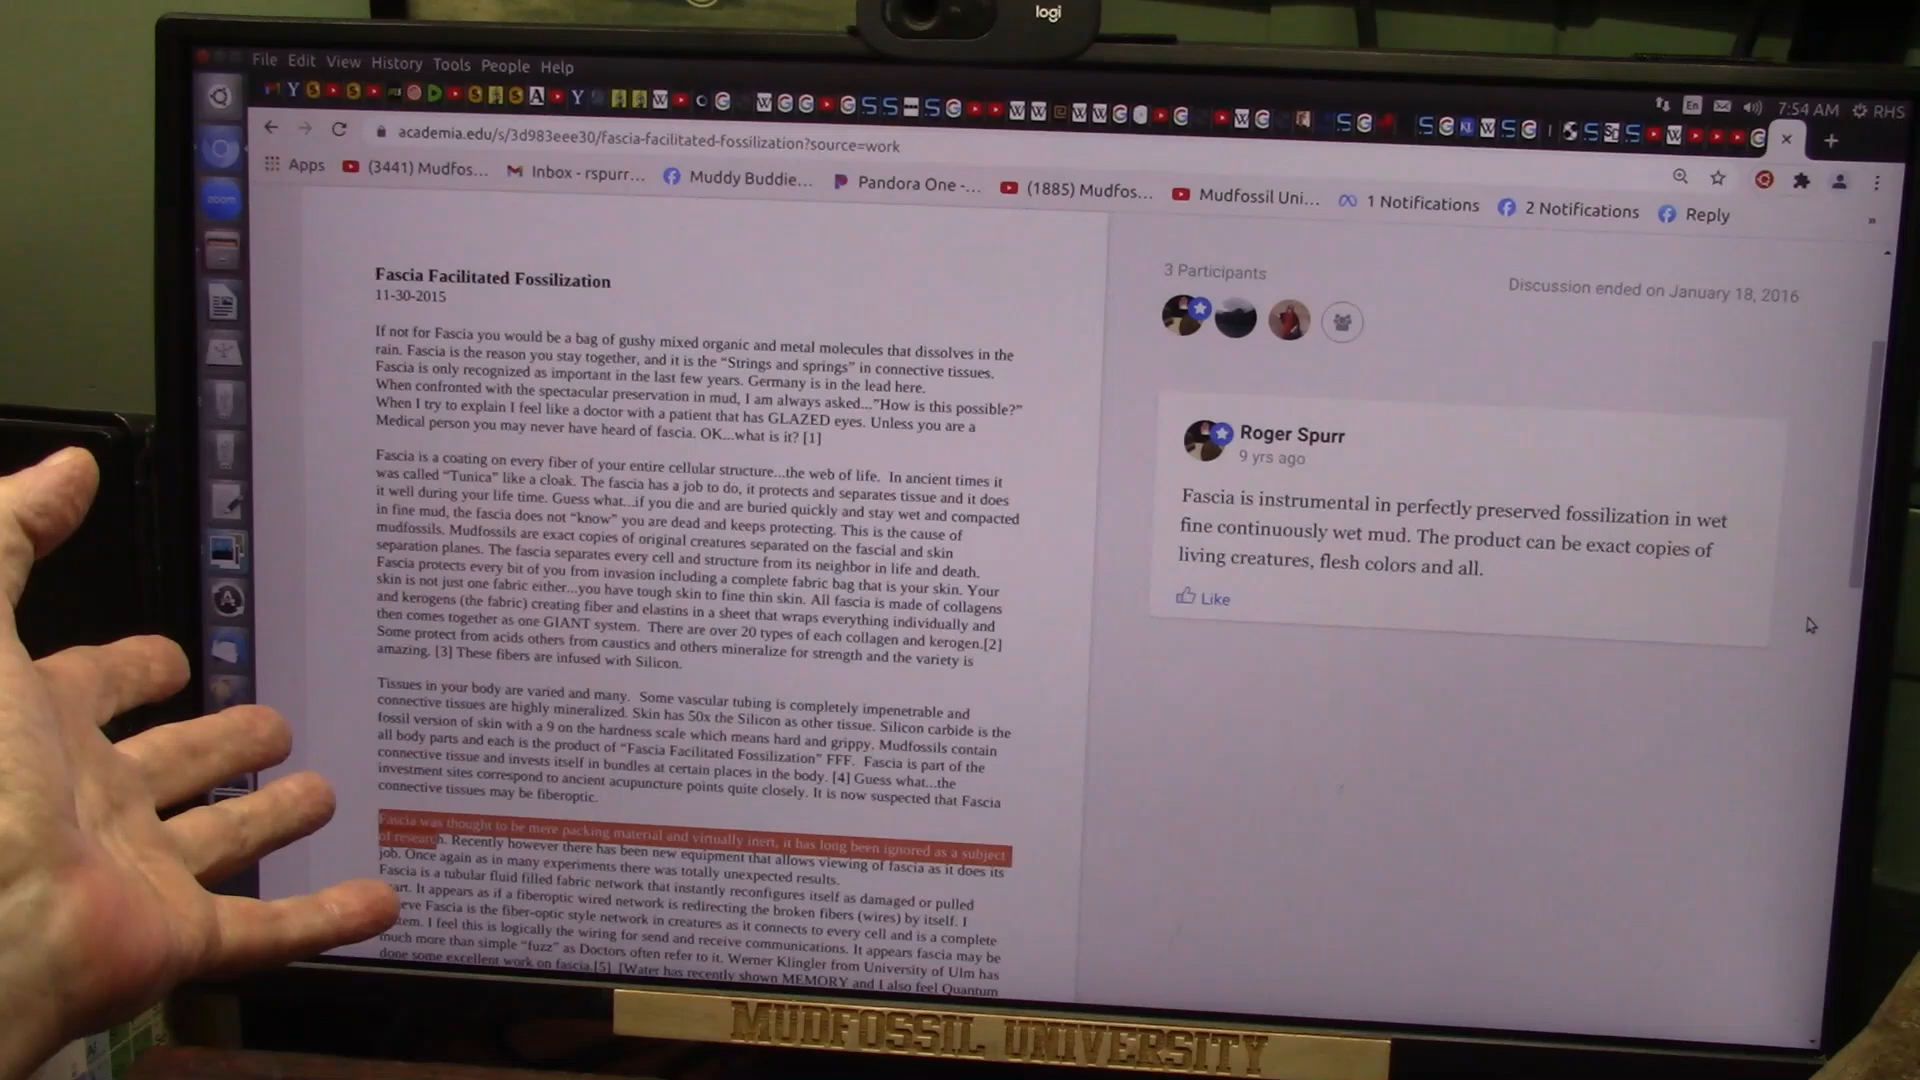 logi
File Edit View History Tools People Help
7:54 AM RHS
En
academia.edu/s/3d983eee30/fascia-facilitated-fossilization?source=work
Apps (3441) Mudfos... Inbox - rspurr... Muddy Buddie... Pandora One -... (1885) Mudfos... Mudfossil Uni... 1 Notifications 2 Notifications Reply
zoom
Fascia Facilitated Fossilization
11-30-2015
If not for Fascia you would be a bag of gushy mixed organic and metal molecules that dissolves in the
rain. Fascia is the reason you stay together, and it is the “Strings and springs” in connective tissues.
Fascia is only recognized as important in the last few years. Germany is in the lead here.
When confronted with the spectacular preservation in mud, I am always asked...”How is this possible?”
When I try to explain I feel like a doctor with a patient that has GLAZED eyes. Unless you are a
Medical person you may never have heard of fascia. OK...what is it? [1]
Fascia is a coating on every fiber of your entire cellular structure...the web of life. In ancient times it
was called “Tunica” like a cloak. The fascia has a job to do, it protects and separates tissue and it does
it well during your life time. Guess what...if you die and are buried quickly and stay wet and compacted
in fine mud, the fascia does not “know” you are dead and keeps protecting. This is the cause of
mudfossils. Mudfossils are exact copies of original creatures separated on the fascial and skin
separation planes. The fascia separates every cell and structure from its neighbor in life and death.
Fascia protects every bit of you from invasion including a complete fabric bag that is your skin. Your
skin is not just one fabric either...you have tough skin to fine thin skin. All fascia is made of collagens
and kerogens (the fabric) creating fiber and elastins in a sheet that wraps everything individually and
then comes together as one GIANT system. There are over 20 types of each collagen and kerogen.[2]
Some protect from acids others from caustics and others mineralize for strength and the variety is
amazing. [3] These fibers are infused with Silicon.
Tissues in your body are varied and many. Some vascular tubing is completely impenetrable and
connective tissues are highly mineralized. Skin has 50x the Silicon as other tissue. Silicon carbide is the
fossil version of skin with a 9 on the hardness scale which means hard and grippy. Mudfossils contain
all body parts and each is the product of “Fascia Facilitated Fossilization” FFF. Fascia is part of the
connective tissue and invests itself in bundles at certain places in the body. [4] Guess what...the
investment sites correspond to ancient acupuncture points quite closely. It is now suspected that Fascia
connective tissues may be fiberoptic.
Fascia was thought to be mere packing material and virtually inert, it has long been ignored as a subject
of research. Recently however there has been new equipment that allows viewing of fascia as it does its
job. Once again as in many experiments there was totally unexpected results.
Fascia is a tubular fluid filled fabric network that instantly reconfigures itself as damaged or pulled
art. It appears as if a fiberoptic wired network is redirecting the broken fibers (wires) by itself. I
eve Fascia is the fiber-optic style network in creatures as it connects to every cell and is a complete
tem. I feel this is logically the wiring for send and receive communications. It appears fascia may be
much more than simple “fuzz” as Doctors often refer to it. Werner Klingler from University of Ulm has
done some excellent work on fascia.[5] [Water has recently shown MEMORY and I also feel Quantum
3 Participants
Discussion ended on January 18, 2016
Roger Spurr
9 yrs ago
Fascia is instrumental in perfectly preserved fossilization in wet
fine continuously wet mud. The product can be exact copies of
living creatures, flesh colors and all.
Like
MUDFOSSIL UNIVERSITY